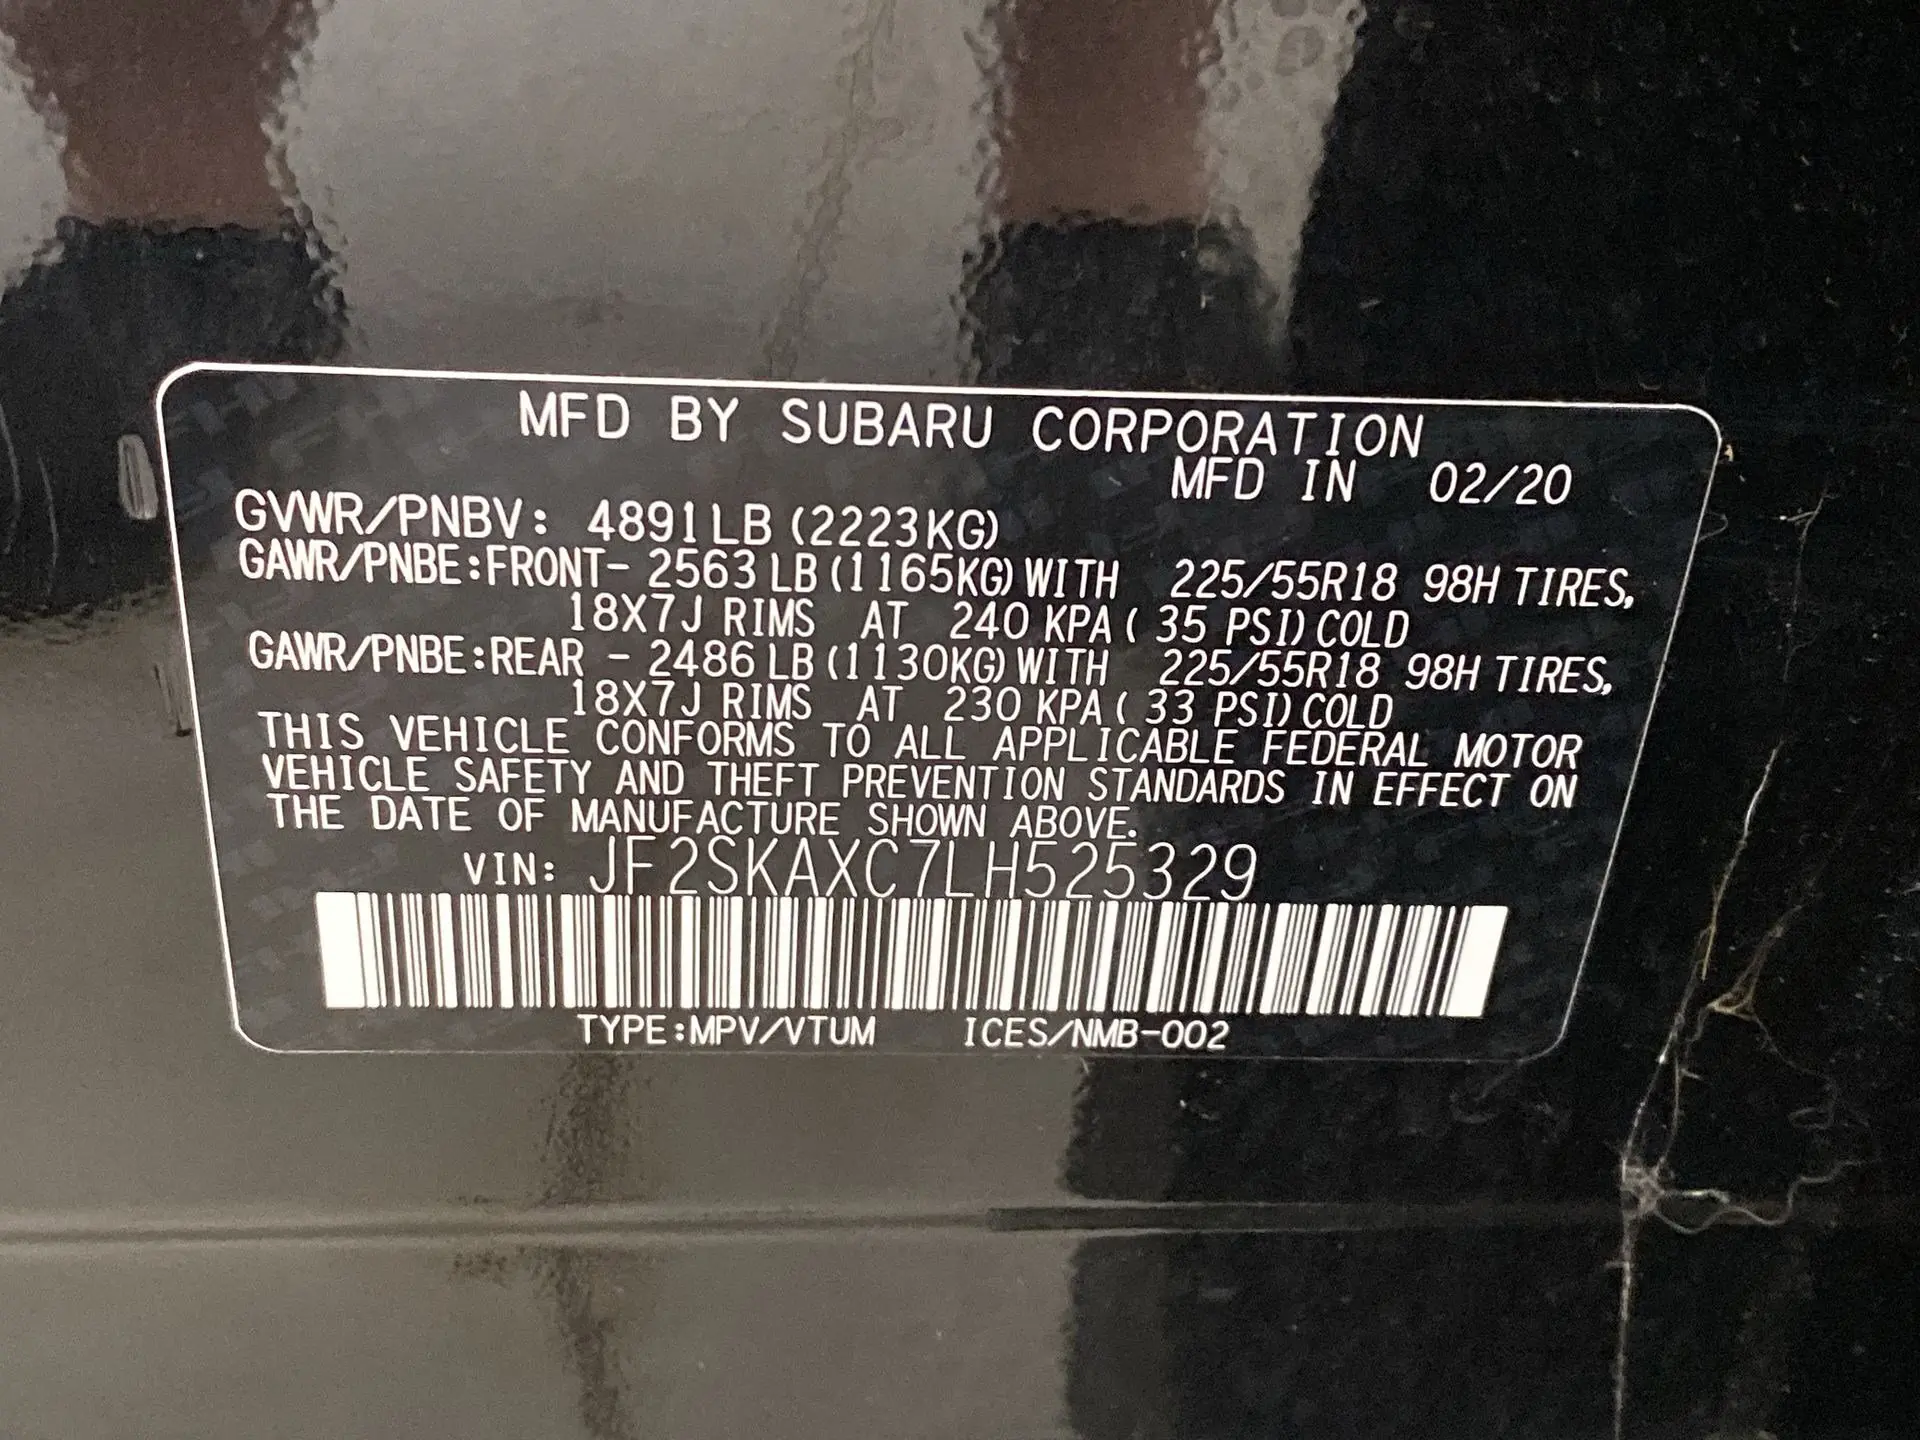 MFD BY SUBARU CORPORATION
MFD IN 02/20
GVWR/PNBV: 4891LB (2223KG)
GAWR/PNBE:FRONT- 2563 LB (1165KG) WITH 225/55R18 98H TIRES,
18X7J RIMS AT 240 KPA ( 35 PSI) COLD
GAWR/PNBE:REAR - 2486 LB (1130KG) WITH 225/55R18 98H TIRES,
18X7J RIMS AT 230 KPA ( 33 PSI) COLD
THIS VEHICLE CONFORMS TO ALL APPLICABLE FEDERAL MOTOR
VEHICLE SAFETY AND THEFT PREVENTION STANDARDS IN EFFECT ON
THE DATE OF MANUFACTURE SHOWN ABOVE.
VIN: JF2SKAXC7LH525329
TYPE:MPV/VTUM ICES/NMB-002